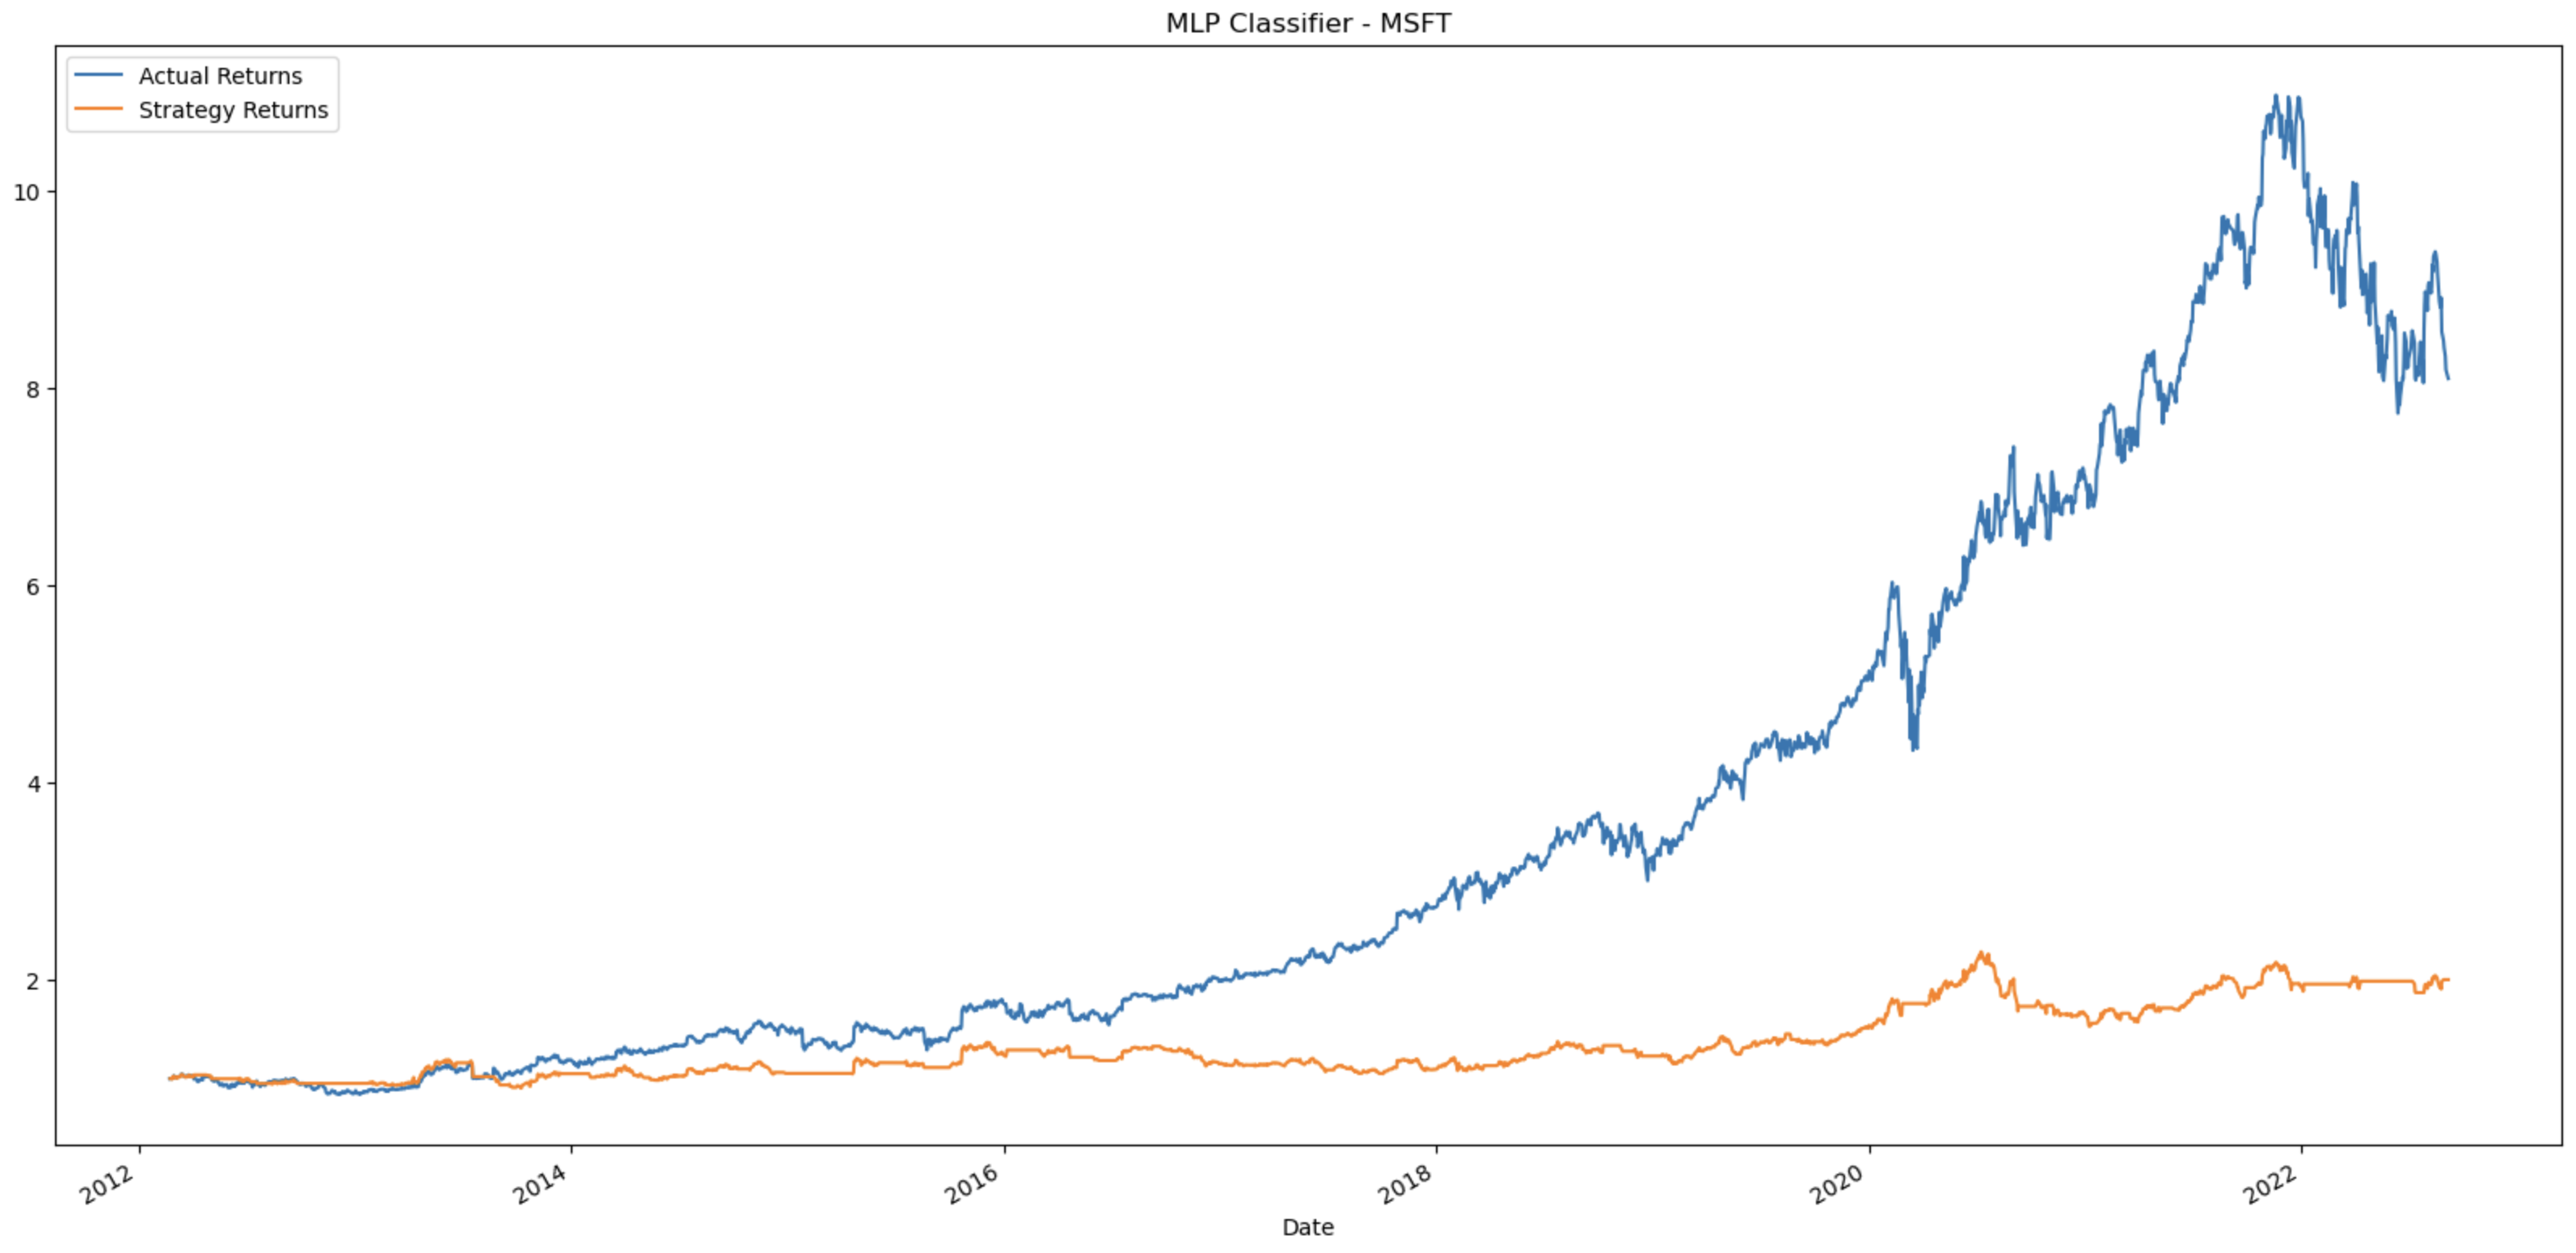 MLP Classifier - MSFT
Actual Returns
Strategy Returns
10
8
6
4
2
2012
2014
2016
2018
2020
2022
Date